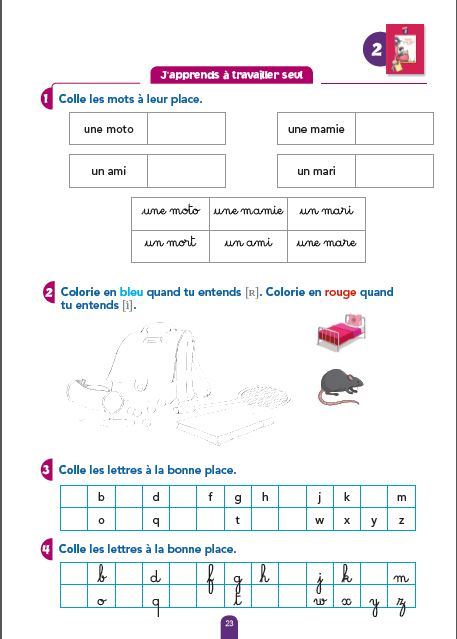 2
J'apprends à travailler seul
1 Colle les mots à leur place.
une moto une mamie
un ami un mari
une moto une mamie un mari
un mort un ami une mare
2 Colorie en bleu quand tu entends [R]. Colorie en rouge quand
tu entends [i].
3 Colle les lettres à la bonne place.
b d f g h j k m
o q t w x y z
4 Colle les lettres à la bonne place.
b d f g h j k m
o q t w x y z
23